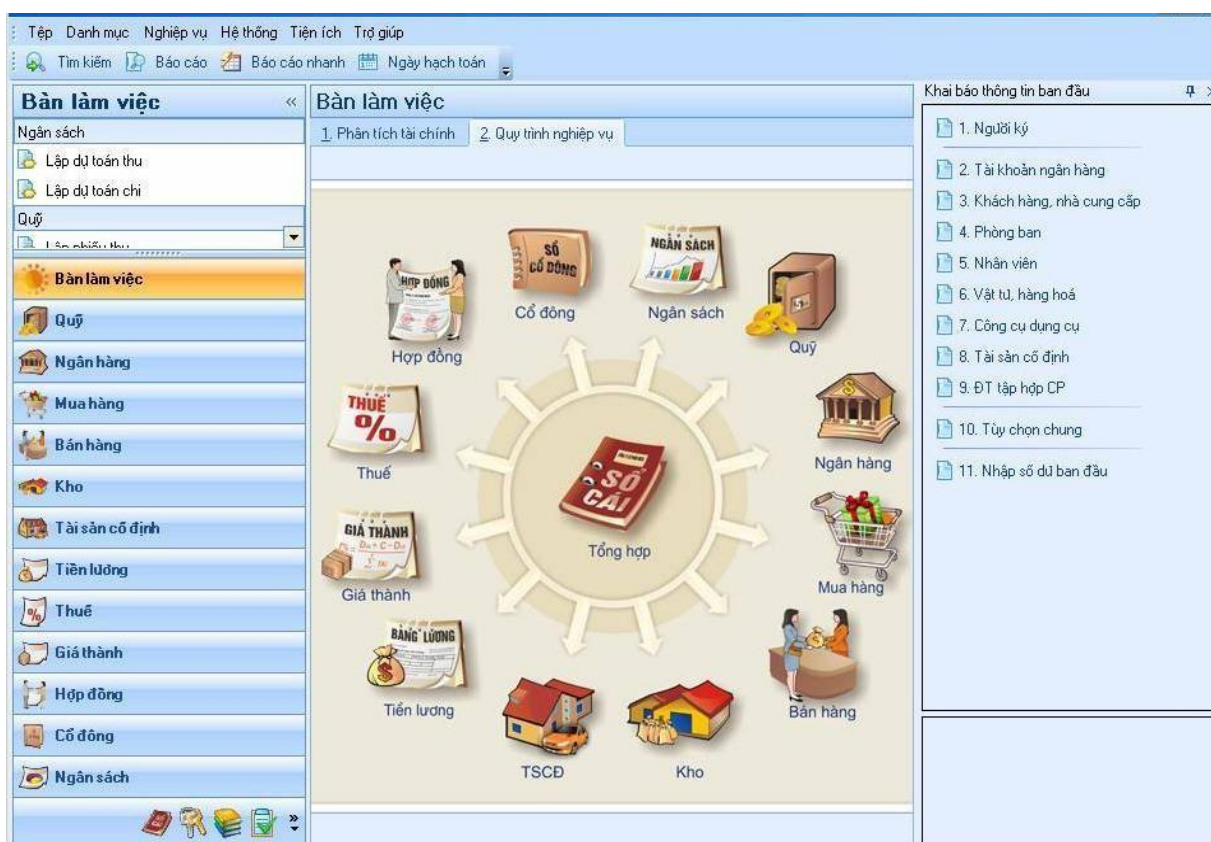 Tệp Danh mục Nghiệp vụ Hệ thống Tiện ích Trợ giúp
Tìm kiếm Báo cáo Báo cáo nhanh Ngày hạch toán
Bàn làm việc «
Ngân sách
Lập dự toán thu
Lập dự toán chi
Quỹ
Lập phiếu thu
Bàn làm việc
Quỹ
Ngân hàng
Mua hàng
Bán hàng
Kho
Tài sản cố định
Tiền lương
Thuế
Giá thành
Hợp đồng
Cổ đông
Ngân sách
Bàn làm việc
1. Phân tích tài chính 2. Quy trình nghiệp vụ
HỢP ĐỒNG
Hợp đồng
SỔ
CỔ ĐÔNG
Cổ đông
NGÂN SÁCH
Ngân sách
Quỹ
THUẾ
%
Thuế
Ngân hàng
SỔ
CÁI
Tổng hợp
GIÁ THÀNH
Giá thành
Mua hàng
BẢNG LƯƠNG
Tiền lương
Bán hàng
TSCĐ
Kho
Khai báo thông tin ban đầu
1. Người ký
2. Tài khoản ngân hàng
3. Khách hàng, nhà cung cấp
4. Phòng ban
5. Nhân viên
6. Vật tư, hàng hoá
7. Công cụ dụng cụ
8. Tài sản cố định
9. ĐT tập hợp CP
10. Tùy chọn chung
11. Nhập số dư ban đầu